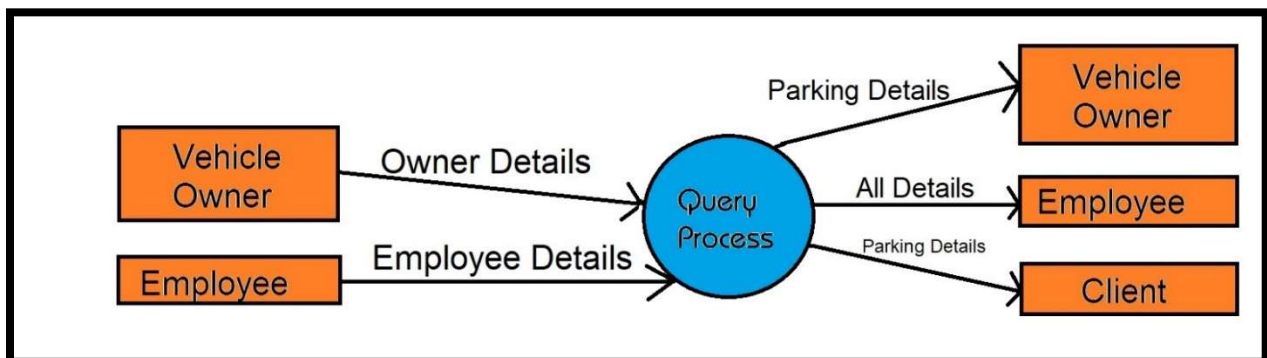 Vehicle
Owner
Owner Details
Employee
Employee Details
Query
Process
Parking Details
Vehicle
Owner
All Details
Employee
Parking Details
Client